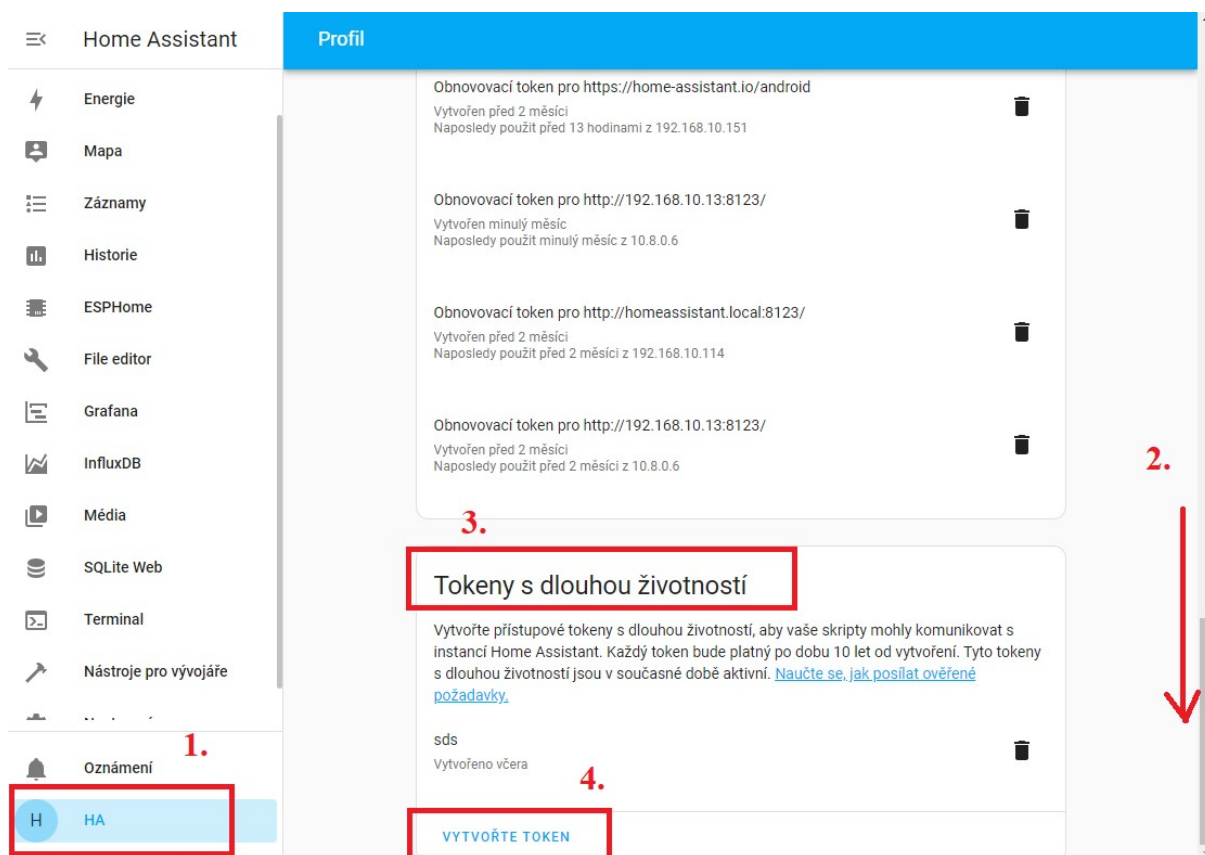 Home Assistant
Profil
Energie
Mapa
Záznamy
Historie
ESPHome
File editor
Grafana
InfluxDB
Média
SQLite Web
Terminal
Nástroje pro vývojáře
1.
Oznámení
H HA
Obnovovací token pro https://home-assistant.io/android
Vytvořen před 2 měsíci
Naposledy použit před 13 hodinami z 192.168.10.151
Obnovovací token pro http://192.168.10.13:8123/
Vytvořen minulý měsíc
Naposledy použit minulý měsíc z 10.8.0.6
Obnovovací token pro http://homeassistant.local:8123/
Vytvořen před 2 měsíci
Naposledy použit před 2 měsíci z 192.168.10.114
Obnovovací token pro http://192.168.10.13:8123/
Vytvořen před 2 měsíci
Naposledy použit před 2 měsíci z 10.8.0.6
2.
3.
Tokeny s dlouhou životností
Vytvořte přístupové tokeny s dlouhou životností, aby vaše skripty mohly komunikovat s
instancí Home Assistant. Každý token bude platný po dobu 10 let od vytvoření. Tyto tokeny
s dlouhou životností jsou v současné době aktivní. Naučte se, jak posílat ověřené
požadavky.
sds
Vytvořeno včera
4.
VYTVOŘTE TOKEN